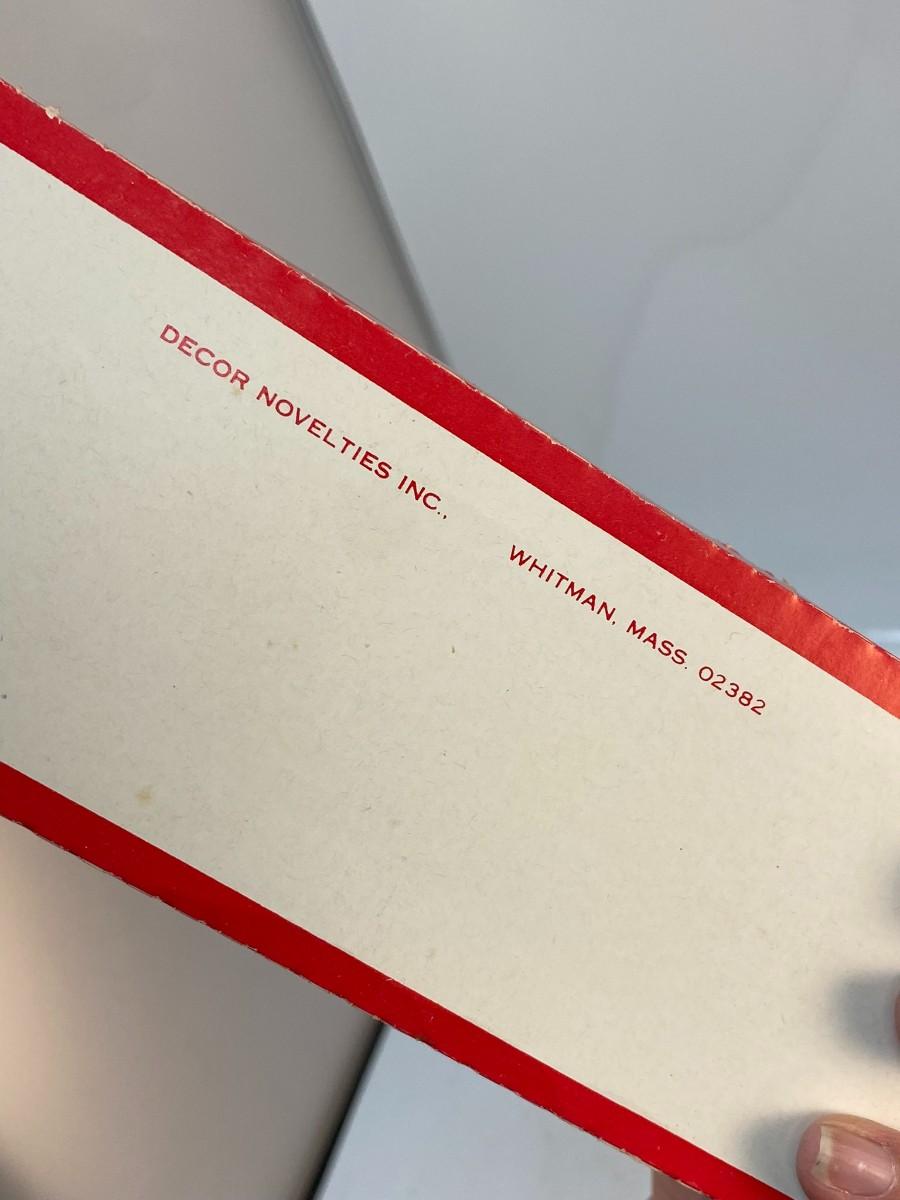 DECOR NOVELTIES INC., WHITMAN, MASS. 02382